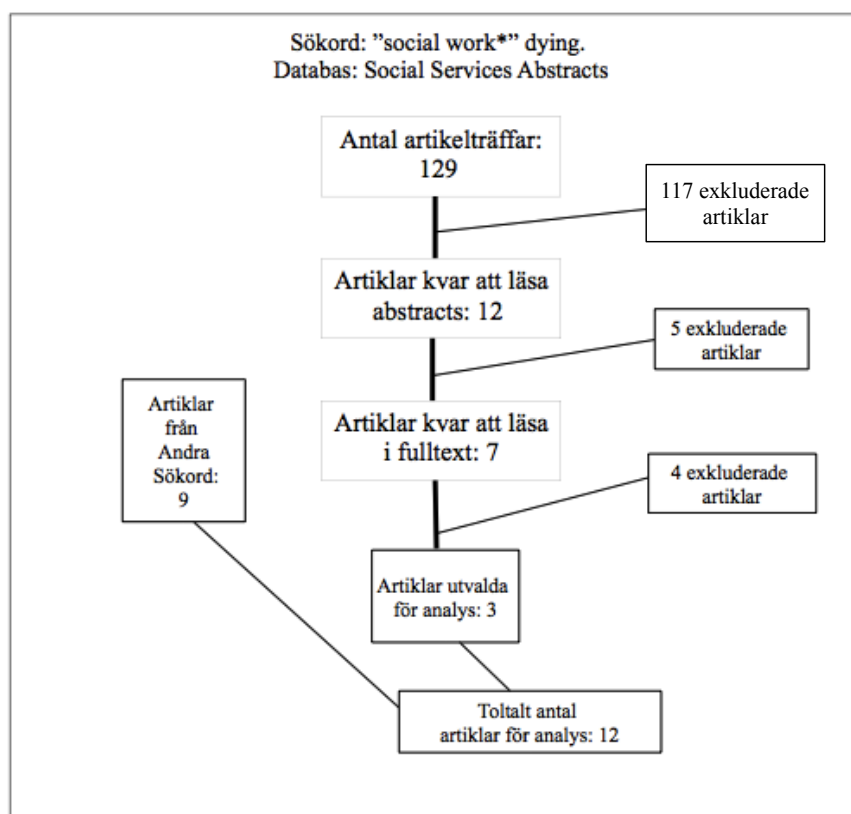 Sökord: ”social work*” dying.
Databas: Social Services Abstracts
Antal artikelträffar:
129
117 exkluderade
artiklar
Artiklar kvar att läsa
abstracts: 12
5 exkluderade
artiklar
Artiklar
från
Andra
Sökord:
9
Artiklar kvar att läsa
i fulltext: 7
4 exkluderade
artiklar
Artiklar utvalda
för analys: 3
Toltalt antal
artiklar för analys: 12